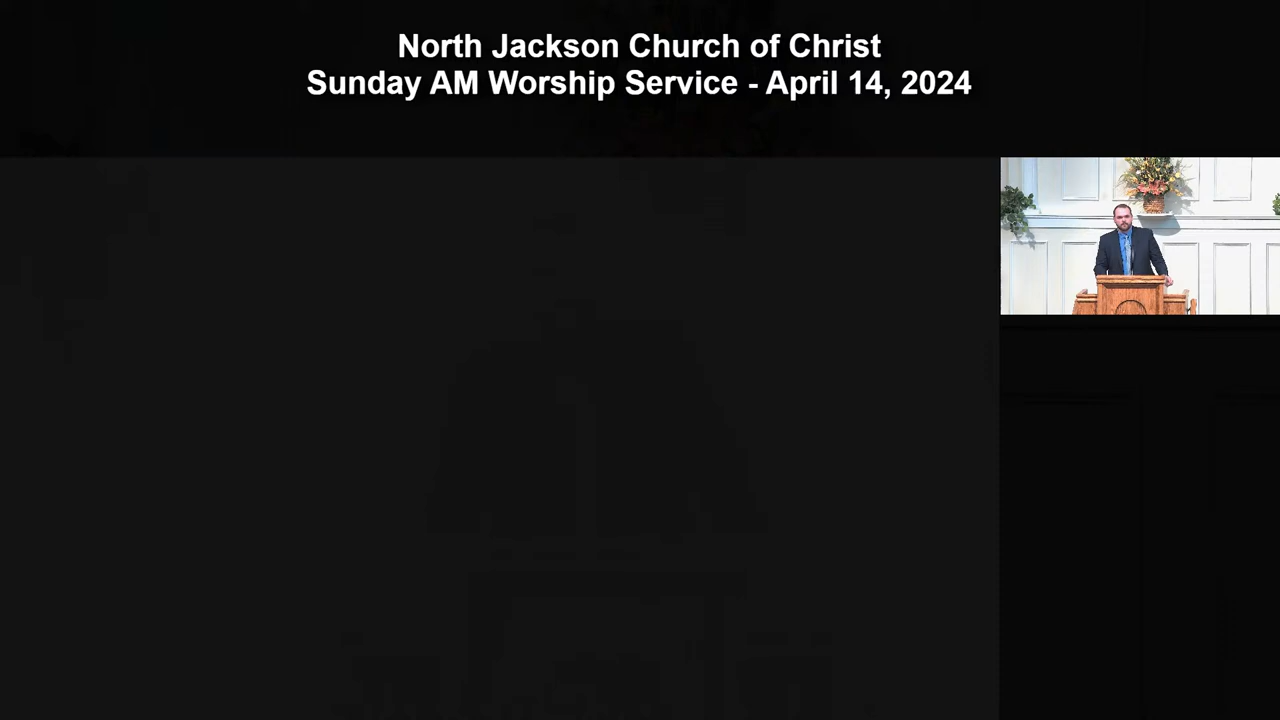 North Jackson Church of Christ
Sunday AM Worship Service - April 14, 2024